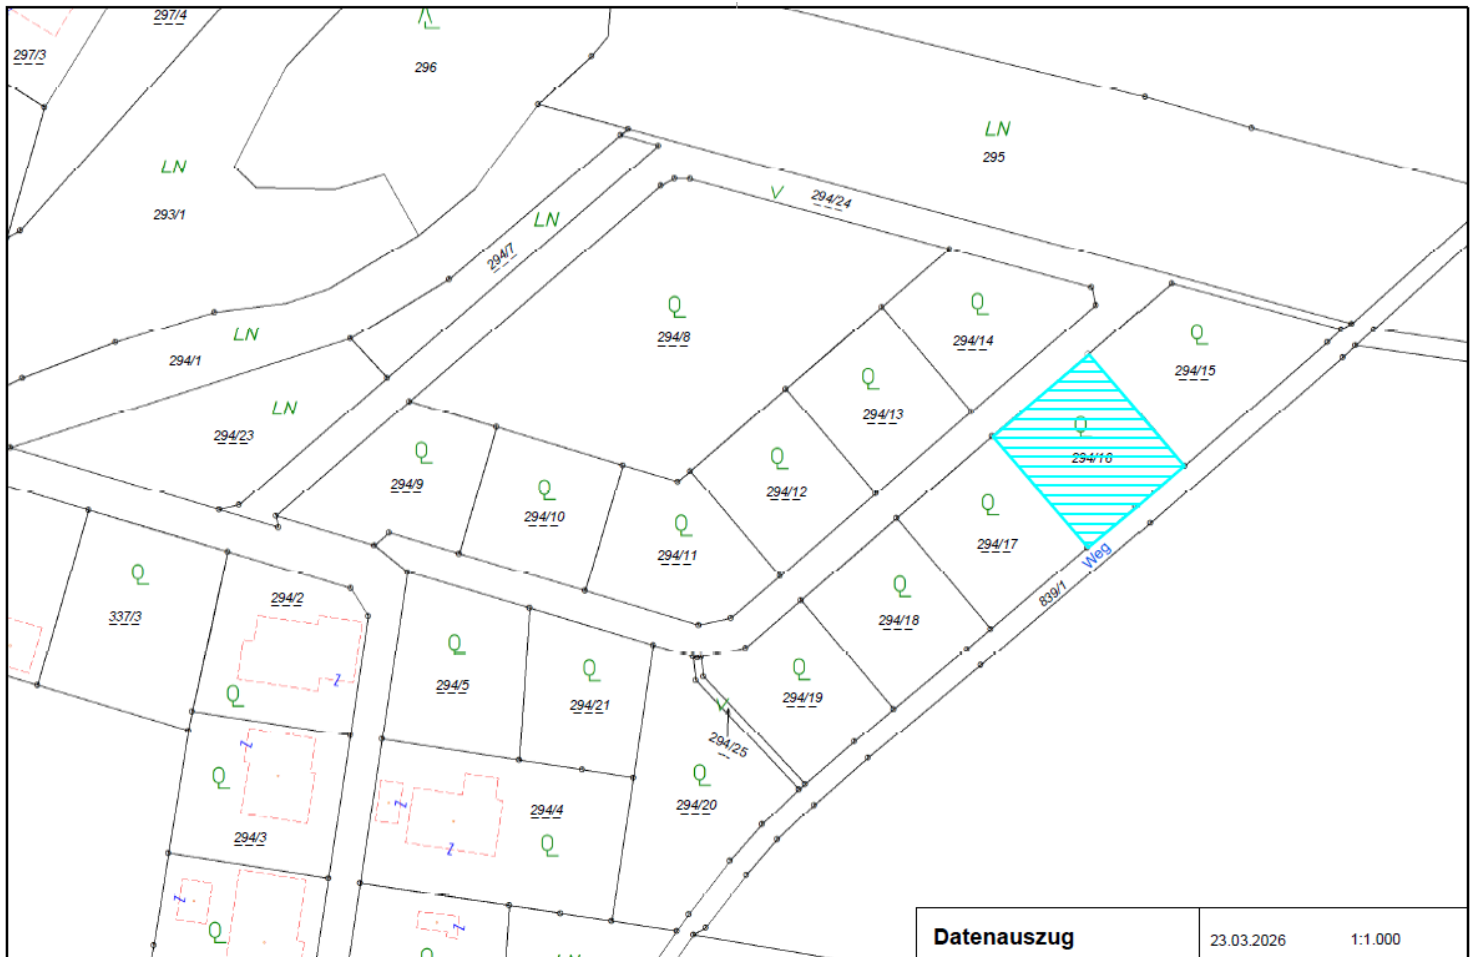 297/4
297/3
296
LN
295
LN
293/1
V
294/24
LN
294/7
LN
294/1
Q
294/8
Q
294/14
Q
294/15
Q
294/13
LN
294/23
Q
294/16
Q
294/9
Q
294/10
Q
294/12
Q
294/11
Q
294/17
Weg
839/1
Q
337/3
294/2
Q
Z
Q
294/5
Q
294/21
Q
294/18
Q
294/19
V
294/25
Q
294/20
Z
Q
294/3
Z
Z
294/4
Q
Z
Q
Z
Q
LN
Datenauszug
23.03.2026
1:1.000